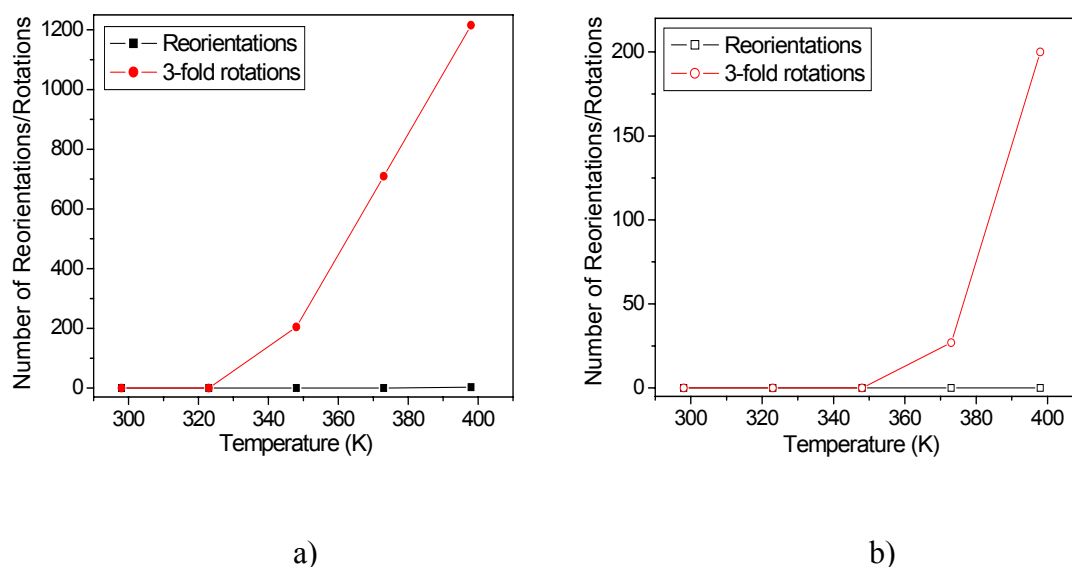 Number of Reorientations/Rotations
1200
1000
800
600
400
200
0
Reorientations
3-fold rotations
300
320
340
360
380
400
Temperature (K)
a)
Number of Reorientations/Rotations
200
150
100
50
0
Reorientations
3-fold rotations
300
320
340
360
380
400
Temperature (K)
b)